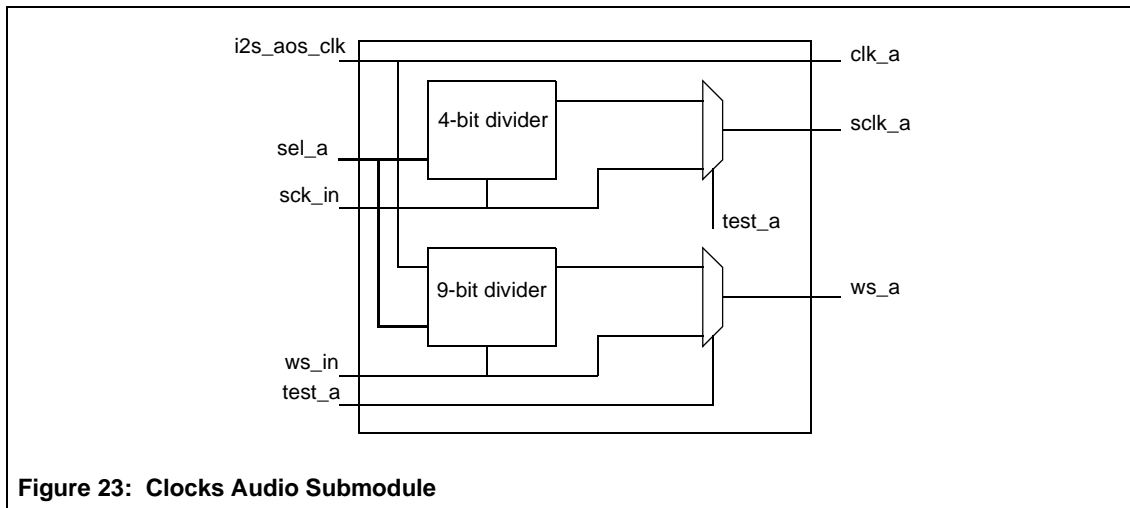 i2s_aos_clk
clk_a
4-bit divider
sclk_a
sel_a
sck_in
test_a
9-bit divider
ws_a
ws_in
test_a
Figure 23: Clocks Audio Submodule